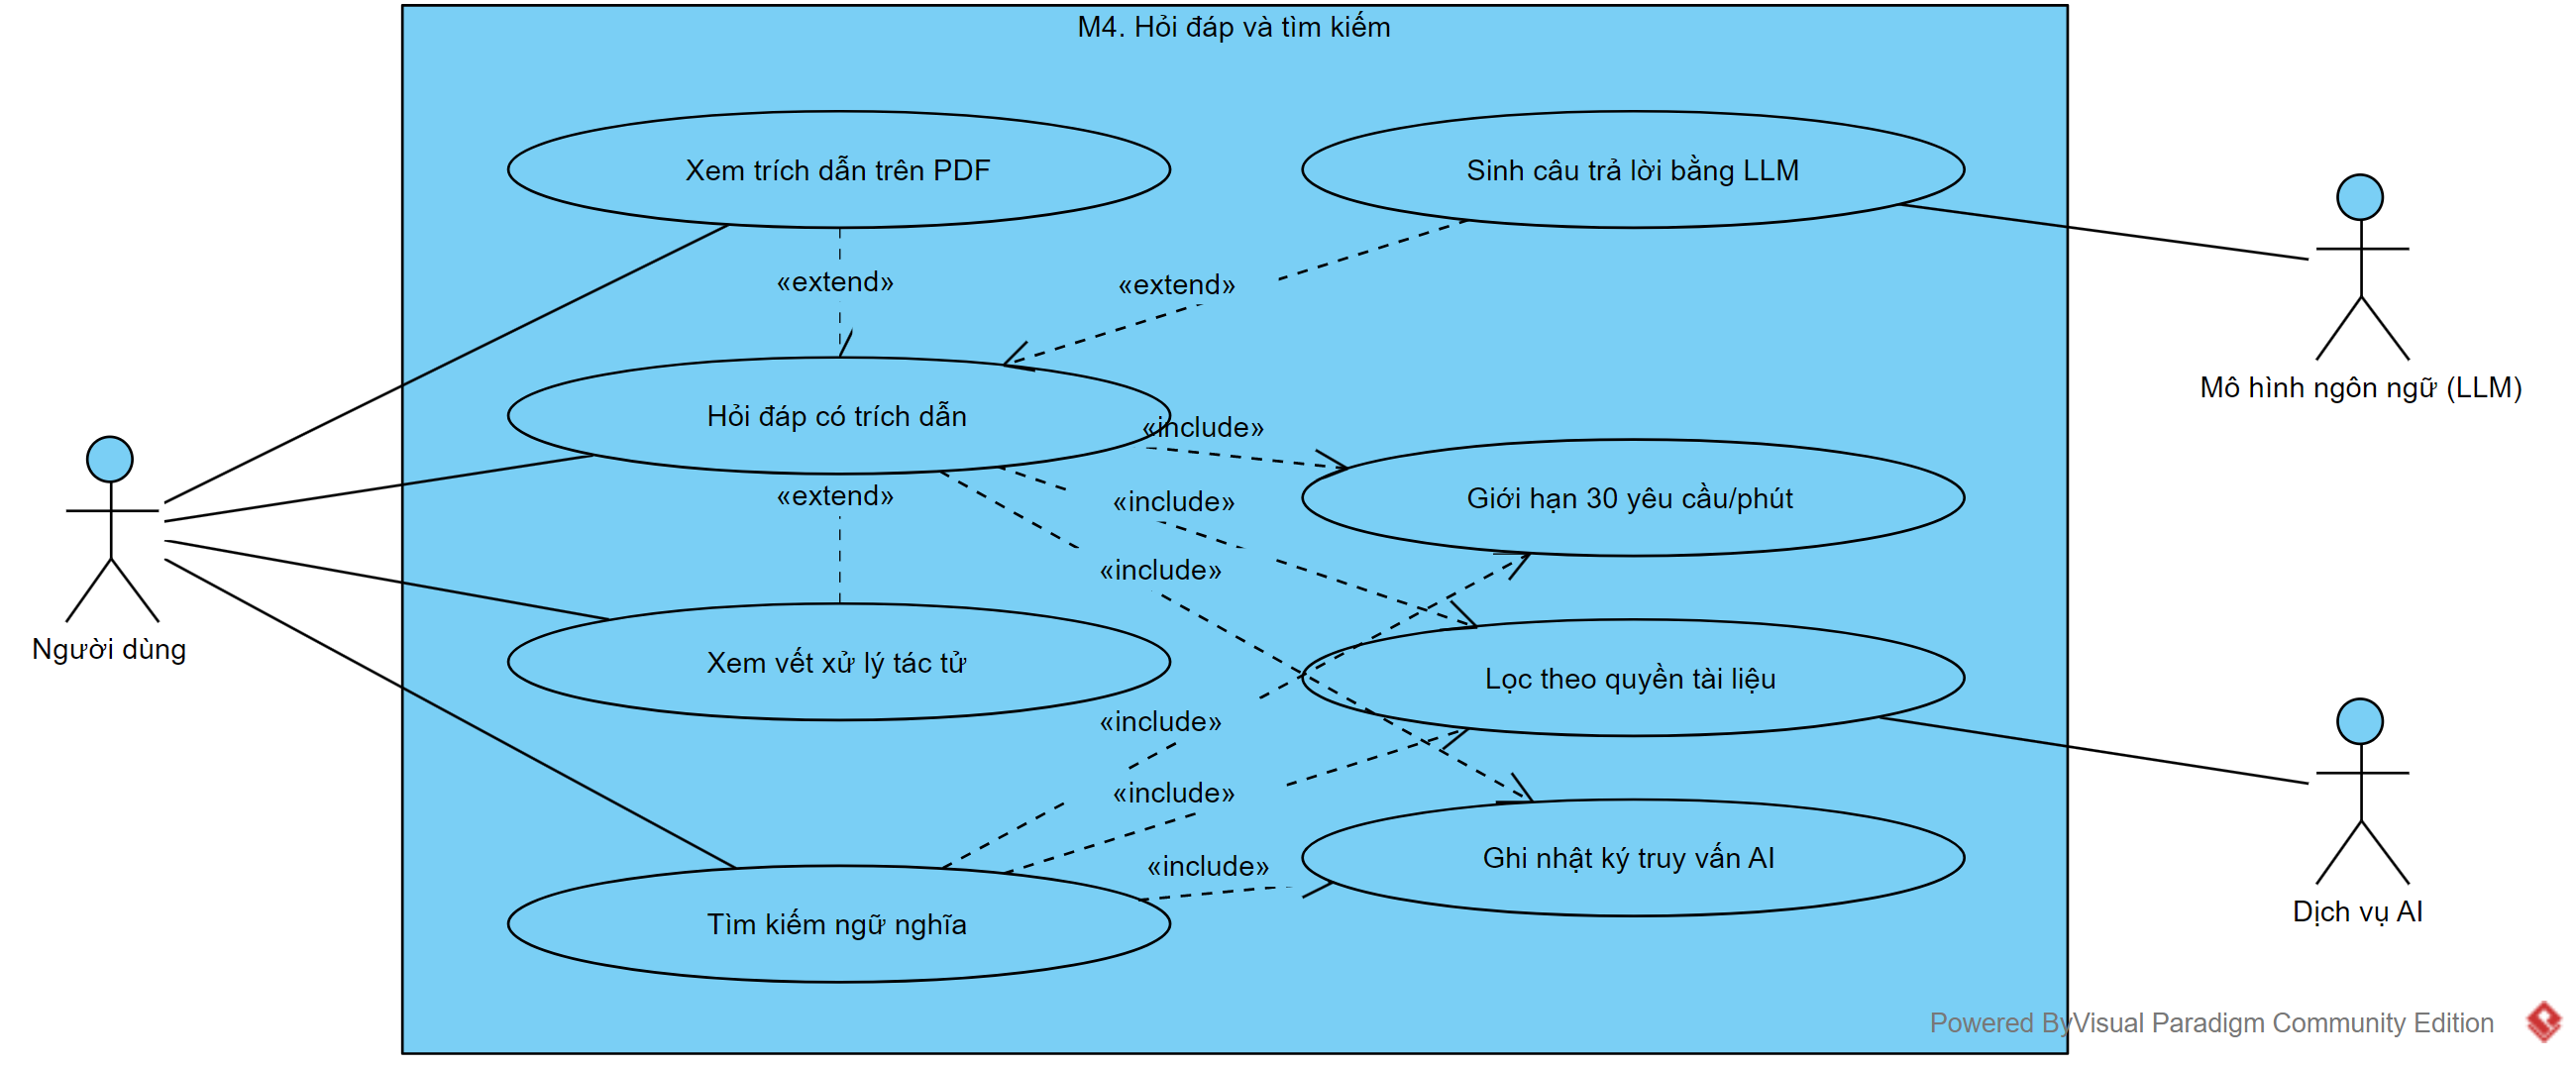 M4. Hỏi đáp và tìm kiếm
Xem trích dẫn trên PDF
Sinh câu trả lời bằng LLM
«extend»
«extend»
Mô hình ngôn ngữ (LLM)
Hỏi đáp có trích dẫn
«include»
«extend»
Giới hạn 30 yêu cầu/phút
«include»
«include»
Người dùng
Xem vết xử lý tác tử
Lọc theo quyền tài liệu
«include»
«include»
«include»
Ghi nhật ký truy vấn AI
Dịch vụ AI
Tìm kiếm ngữ nghĩa
Powered ByVisual Paradigm Community Edition